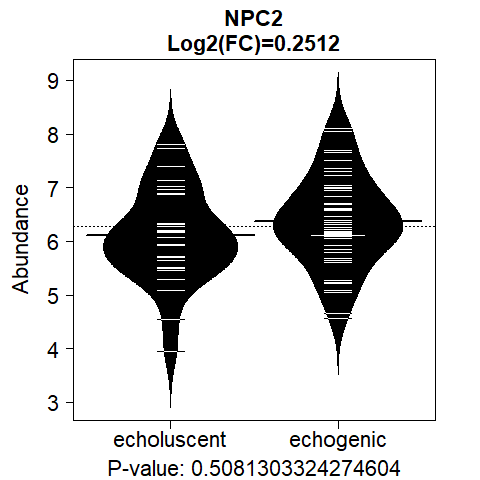 NPC2
Log2(FC)=0.2512
Abundance
9
8
7
6
5
4
3
echoluscent echogenic
P-value: 0.5081303324274604